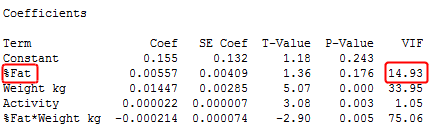 Coefficients
Term Coef SE Coef T-Value P-Value VIF
Constant 0.155 0.132 1.18 0.243
%Fat 0.00557 0.00409 1.36 0.176 14.93
Weight kg 0.01447 0.00285 5.07 0.000 33.95
Activity 0.000022 0.000007 3.08 0.003 1.05
%Fat*Weight kg -0.000214 0.000074 -2.90 0.005 75.06